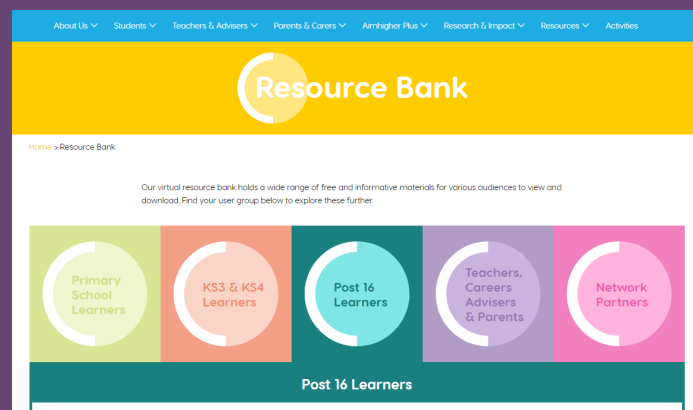 About Us Students Teachers & Advisers Parents & Carers Aimhigher Plus Research & Impact Resources Activities
Resource Bank
Home > Resource Bank
Our virtual resource bank holds a wide range of free and informative materials for various audiences to view and
download. Find your user group below to explore these further.
Primary
School
Learners
KS3 & KS4
Learners
Post 16
Learners
Teachers,
Careers
Advisers
& Parents
Network
Partners
Post 16 Learners